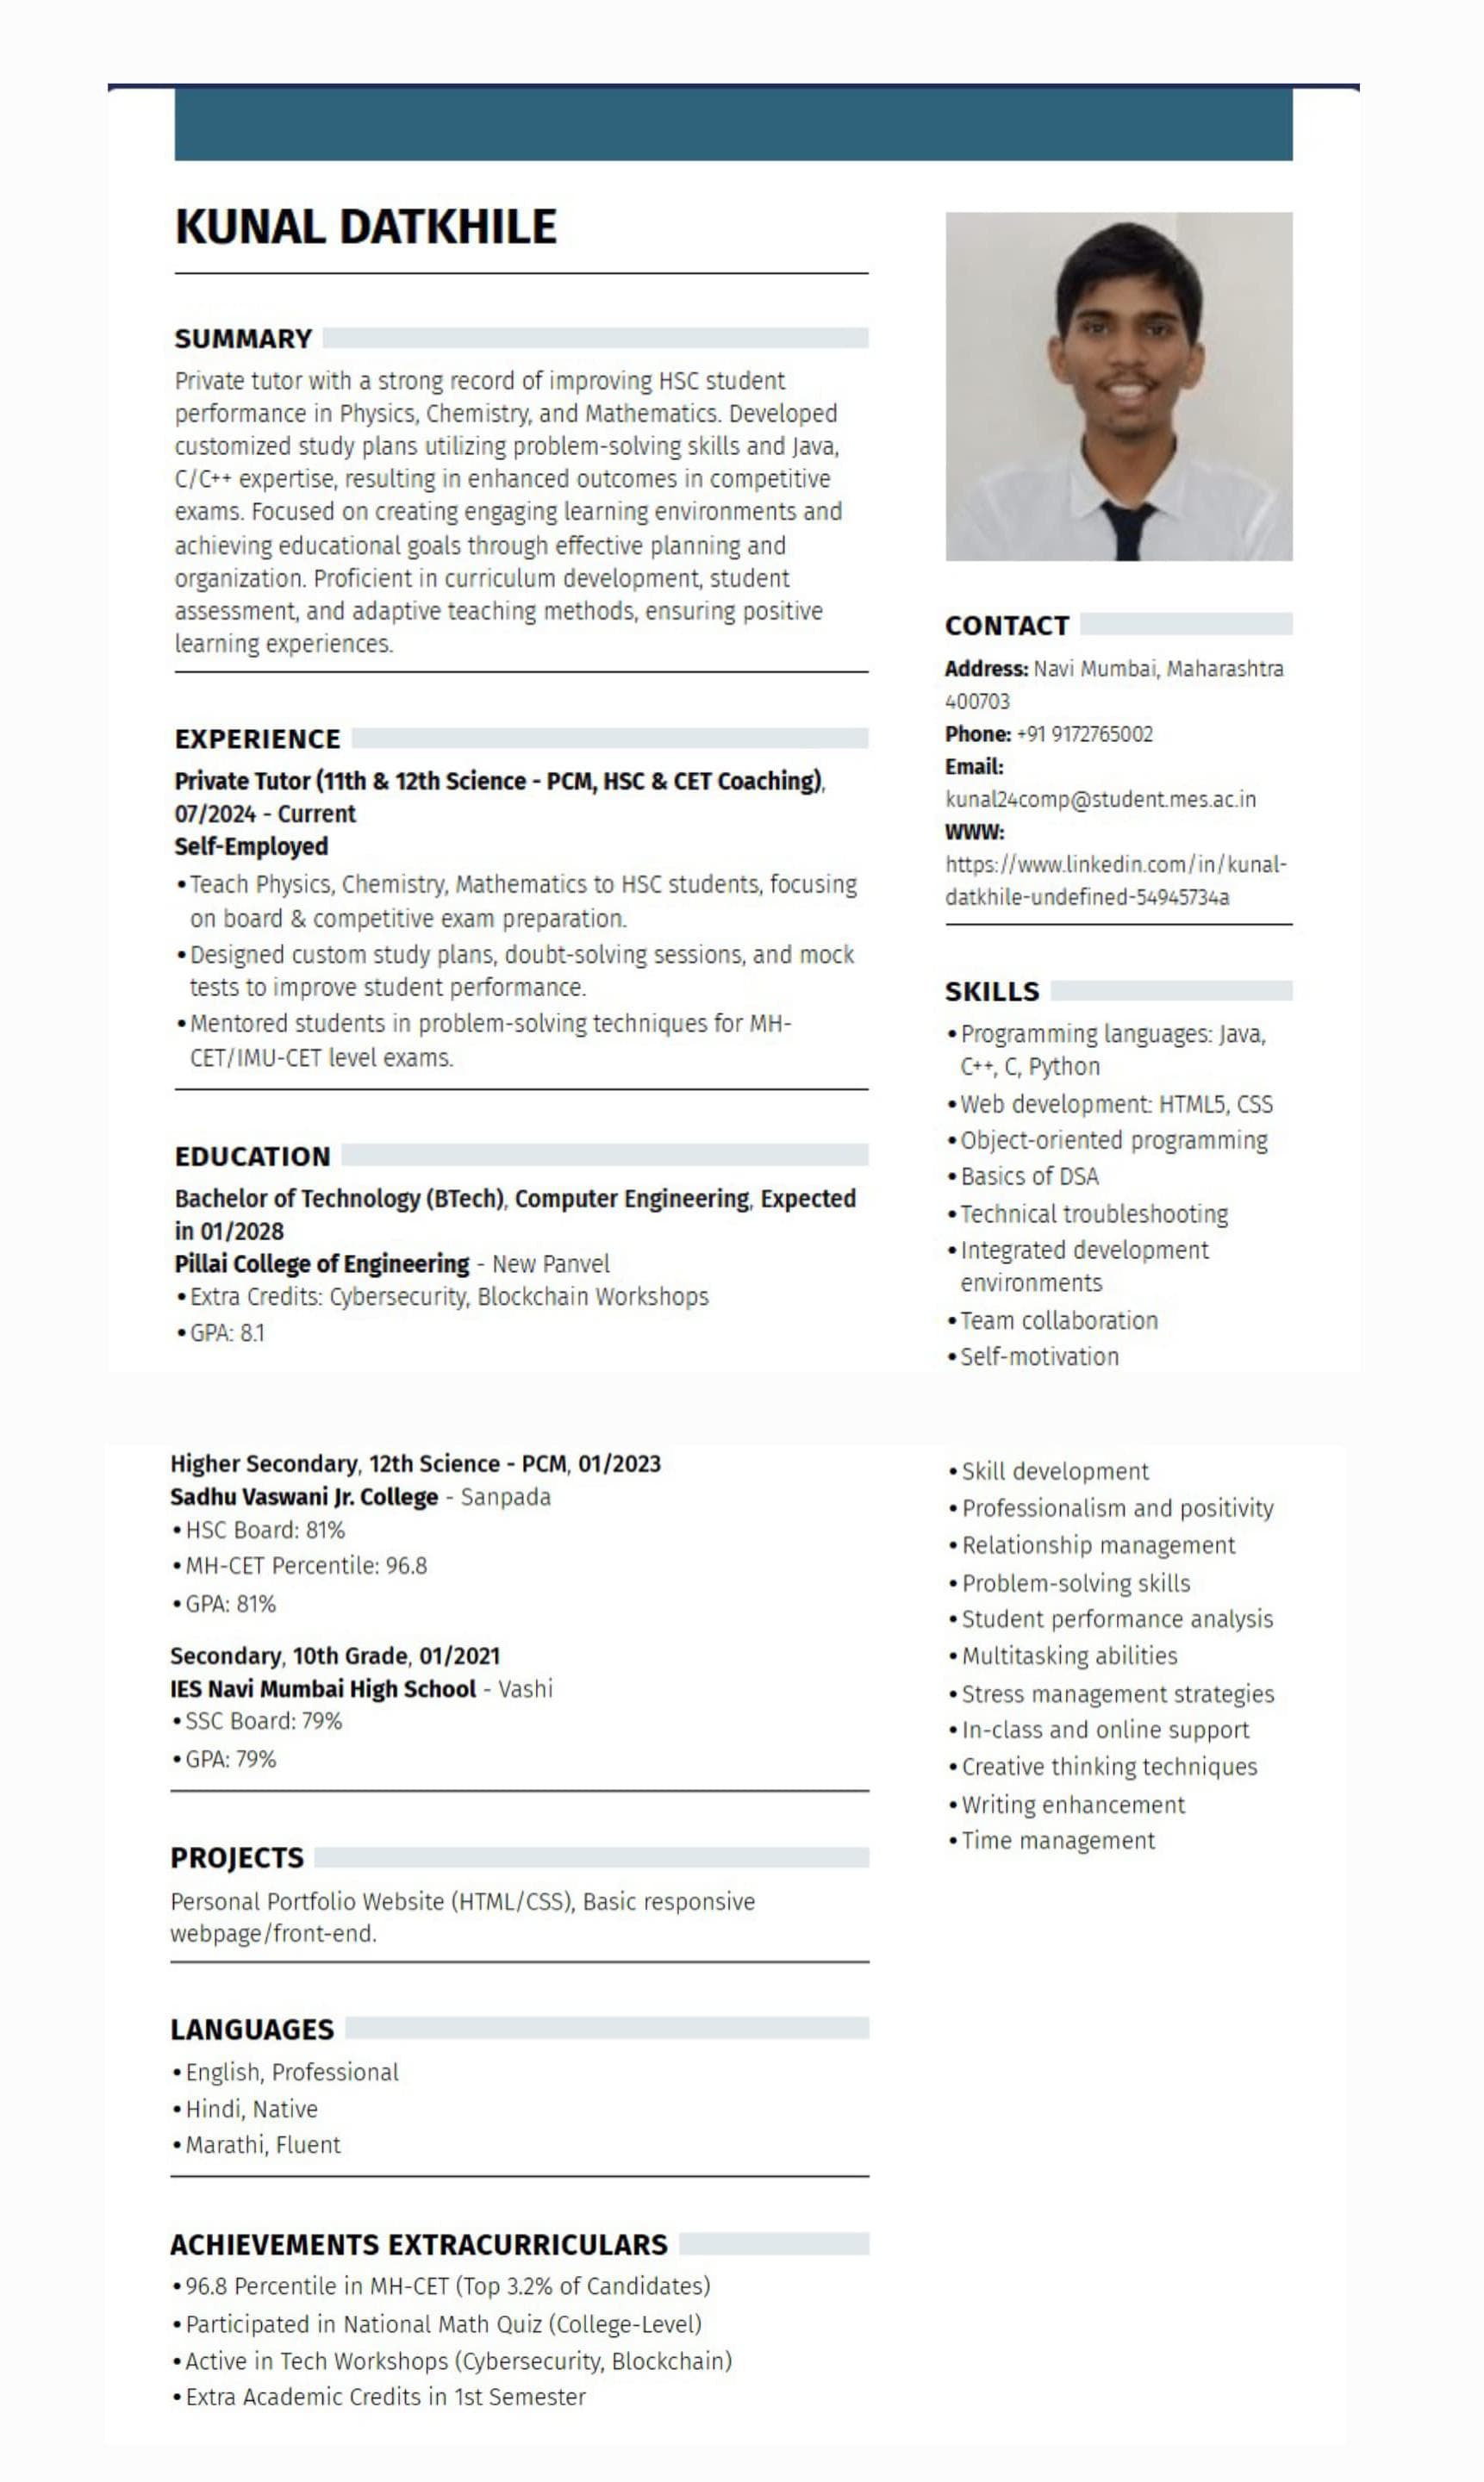 KUNAL DATKHILE
SUMMARY
Private tutor with a strong record of improving HSC student
performance in Physics, Chemistry, and Mathematics. Developed
customized study plans utilizing problem-solving skills and Java,
C/C++ expertise, resulting in enhanced outcomes in competitive
exams. Focused on creating engaging learning environments and
achieving educational goals through effective planning and
organization. Proficient in curriculum development, student
assessment, and adaptive teaching methods, ensuring positive
learning experiences.
EXPERIENCE
Private Tutor (11th & 12th Science - PCM, HSC & CET Coaching),
07/2024 - Current
Self-Employed
• Teach Physics, Chemistry, Mathematics to HSC students, focusing
on board & competitive exam preparation.
• Designed custom study plans, doubt-solving sessions, and mock
tests to improve student performance.
• Mentored students in problem-solving techniques for MH-
CET/IMU-CET level exams.
EDUCATION
Bachelor of Technology (BTech), Computer Engineering, Expected
in 01/2028
Pillai College of Engineering - New Panvel
• Extra Credits: Cybersecurity, Blockchain Workshops
• GPA: 8.1
CONTACT
Address: Navi Mumbai, Maharashtra
400703
Phone: +91 9172765002
Email:
kunal24comp@student.mes.ac.in
WWW:
https://www.linkedin.com/in/kunal-
datkhile-undefined-54945734a
SKILLS
• Programming languages: Java,
C++, C, Python
• Web development: HTML5, CSS
• Object-oriented programming
• Basics of DSA
• Technical troubleshooting
• Integrated development
environments
• Team collaboration
• Self-motivation
Higher Secondary, 12th Science - PCM, 01/2023
Sadhu Vaswani Jr. College - Sanpada
• HSC Board: 81%
• MH-CET Percentile: 96.8
• GPA: 81%
Secondary, 10th Grade, 01/2021
IES Navi Mumbai High School - Vashi
• SSC Board: 79%
• GPA: 79%
PROJECTS
Personal Portfolio Website (HTML/CSS), Basic responsive
webpage/front-end.
LANGUAGES
• English, Professional
• Hindi, Native
• Marathi, Fluent
ACHIEVEMENTS EXTRACURRICULARS
• 96.8 Percentile in MH-CET (Top 3.2% of Candidates)
• Participated in National Math Quiz (College-Level)
• Active in Tech Workshops (Cybersecurity, Blockchain)
• Extra Academic Credits in 1st Semester
• Skill development
• Professionalism and positivity
• Relationship management
• Problem-solving skills
• Student performance analysis
• Multitasking abilities
• Stress management strategies
• In-class and online support
• Creative thinking techniques
• Writing enhancement
• Time management